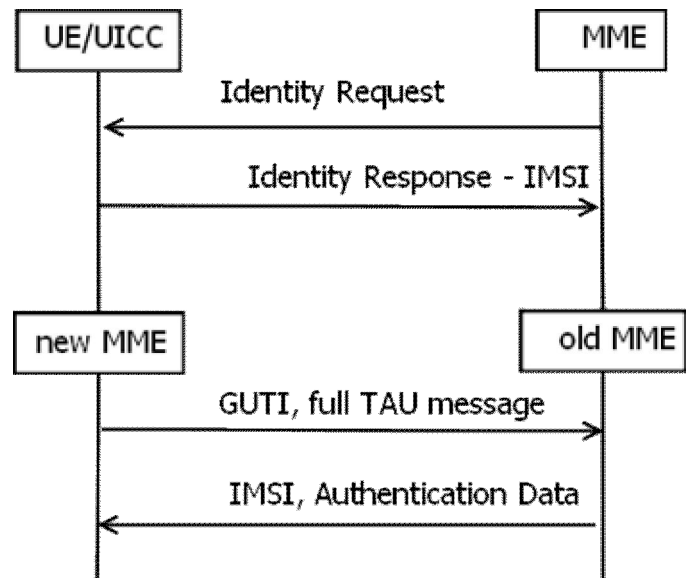 UE/UICC
MME
Identity Request
Identity Response - IMSI
new MME
old MME
GUTI, full TAU message
IMSI, Authentication Data